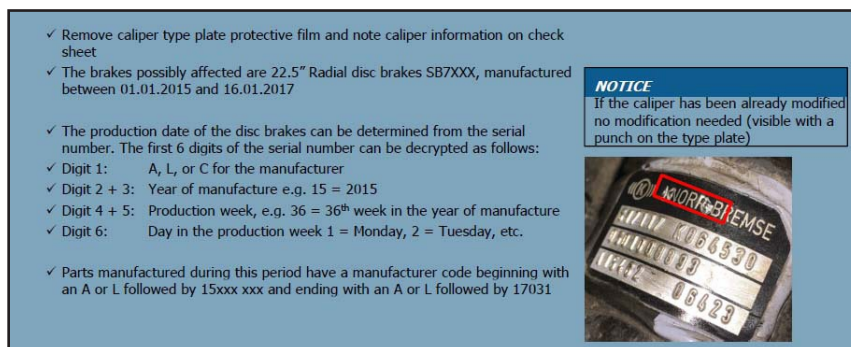 ✓ Remove caliper type plate protective film and note caliper information on check
sheet
✓ The brakes possibly affected are 22.5" Radial disc brakes SB7XXX, manufactured
between 01.01.2015 and 16.01.2017
✓ The production date of the disc brakes can be determined from the serial
number. The first 6 digits of the serial number can be decrypted as follows:
✓ Digit 1: A, L, or C for the manufacturer
✓ Digit 2 + 3: Year of manufacture e.g. 15 = 2015
✓ Digit 4 + 5: Production week, e.g. 36 = 36th week in the year of manufacture
✓ Digit 6: Day in the production week 1 = Monday, 2 = Tuesday, etc.
✓ Parts manufactured during this period have a manufacturer code beginning with
an A or L followed by 15xxx xxx and ending with an A or L followed by 17031
NOTICE
If the caliper has been already modified
no modification needed (visible with a
punch on the type plate)
BREMSE
K064530
06423